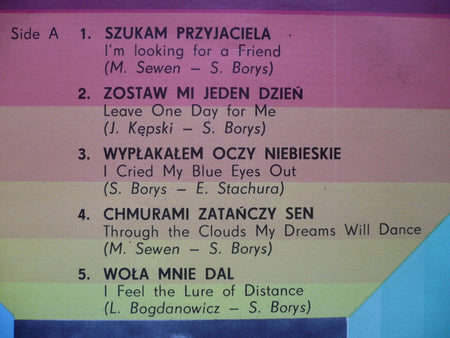 Side A 1. SZUKAM PRZYJACIELA
I'm looking for a Friend
(M. Sewen – S. Borys)
2. ZOSTAW MI JEDEN DZIEŃ
Leave One Day for Me
(J. Kępski – S. Borys)
3. WYPŁAKAŁEM OCZY NIEBIESKIE
I Cried My Blue Eyes Out
(S. Borys – E. Stachura)
4. CHMURAMI ZATAŃCZY SEN
Through the Clouds My Dreams Will Dance
(M. Sewen – S. Borys)
5. WOŁA MNIE DAL
I Feel the Lure of Distance
(L. Bogdanowicz – S. Borys)